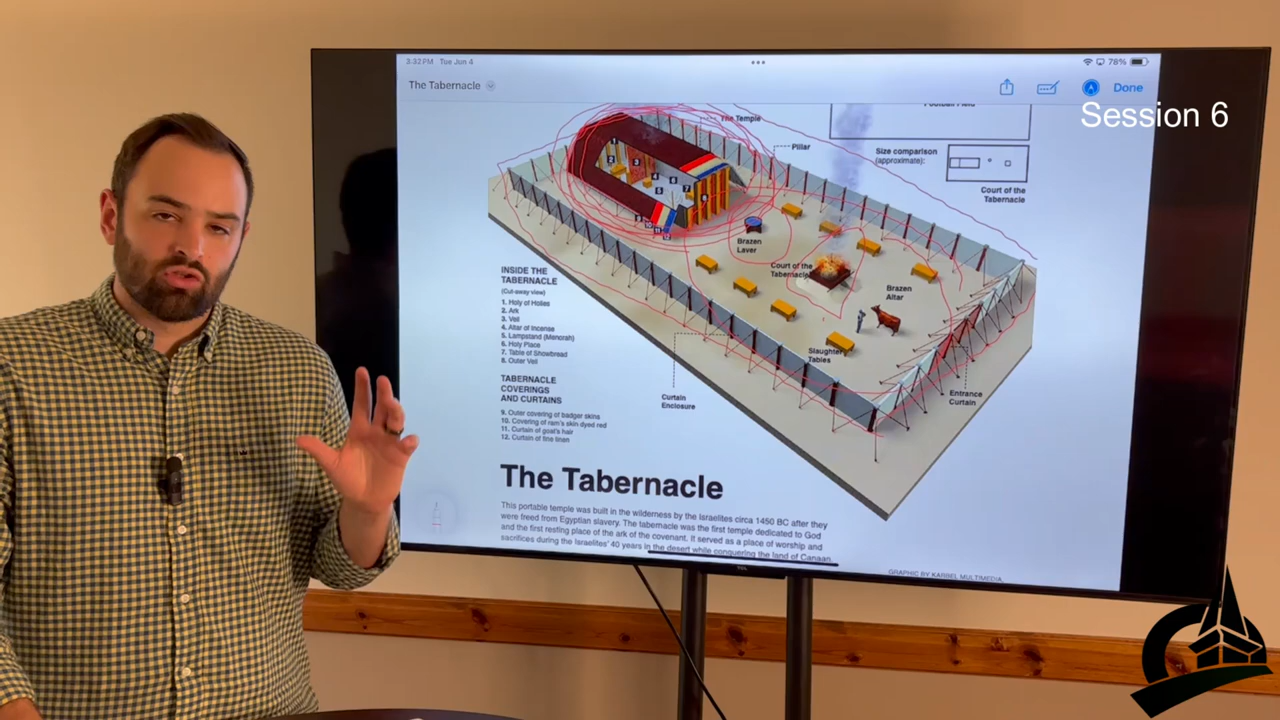 3:32 PM Tue Jun 4
78%
The Tabernacle
Done
Session 6
Football Field
The Temple
Pillar
Size comparison
(approximate):
Court of the
Tabernacle
Brazen
Laver
Court of the
Tabernacle
Brazen
Altar
Slaughter
Tables
Entrance
Curtain
Curtain
Enclosure
INSIDE THE
TABERNACLE
(Cut-away view)
1. Holy of Holies
2. Ark
3. Veil
4. Altar of Incense
5. Lampstand (Menorah)
6. Holy Place
7. Table of Showbread
8. Outer Veil
TABERNACLE
COVERINGS
AND CURTAINS
9. Outer covering of badger skins
10. Covering of ram's skin dyed red
11. Curtain of goat's hair
12. Curtain of fine linen
The Tabernacle
This portable temple was built in the wilderness by the Israelites circa 1450 BC after they
were freed from Egyptian slavery. The tabernacle was the first temple dedicated to God
and the first resting place of the ark of the covenant. It served as a place of worship and
sacrifices during the Israelites' 40 years in the desert while conquering the land of Canaan.
GRAPHIC BY KARBEL MULTIMEDIA,
TCL